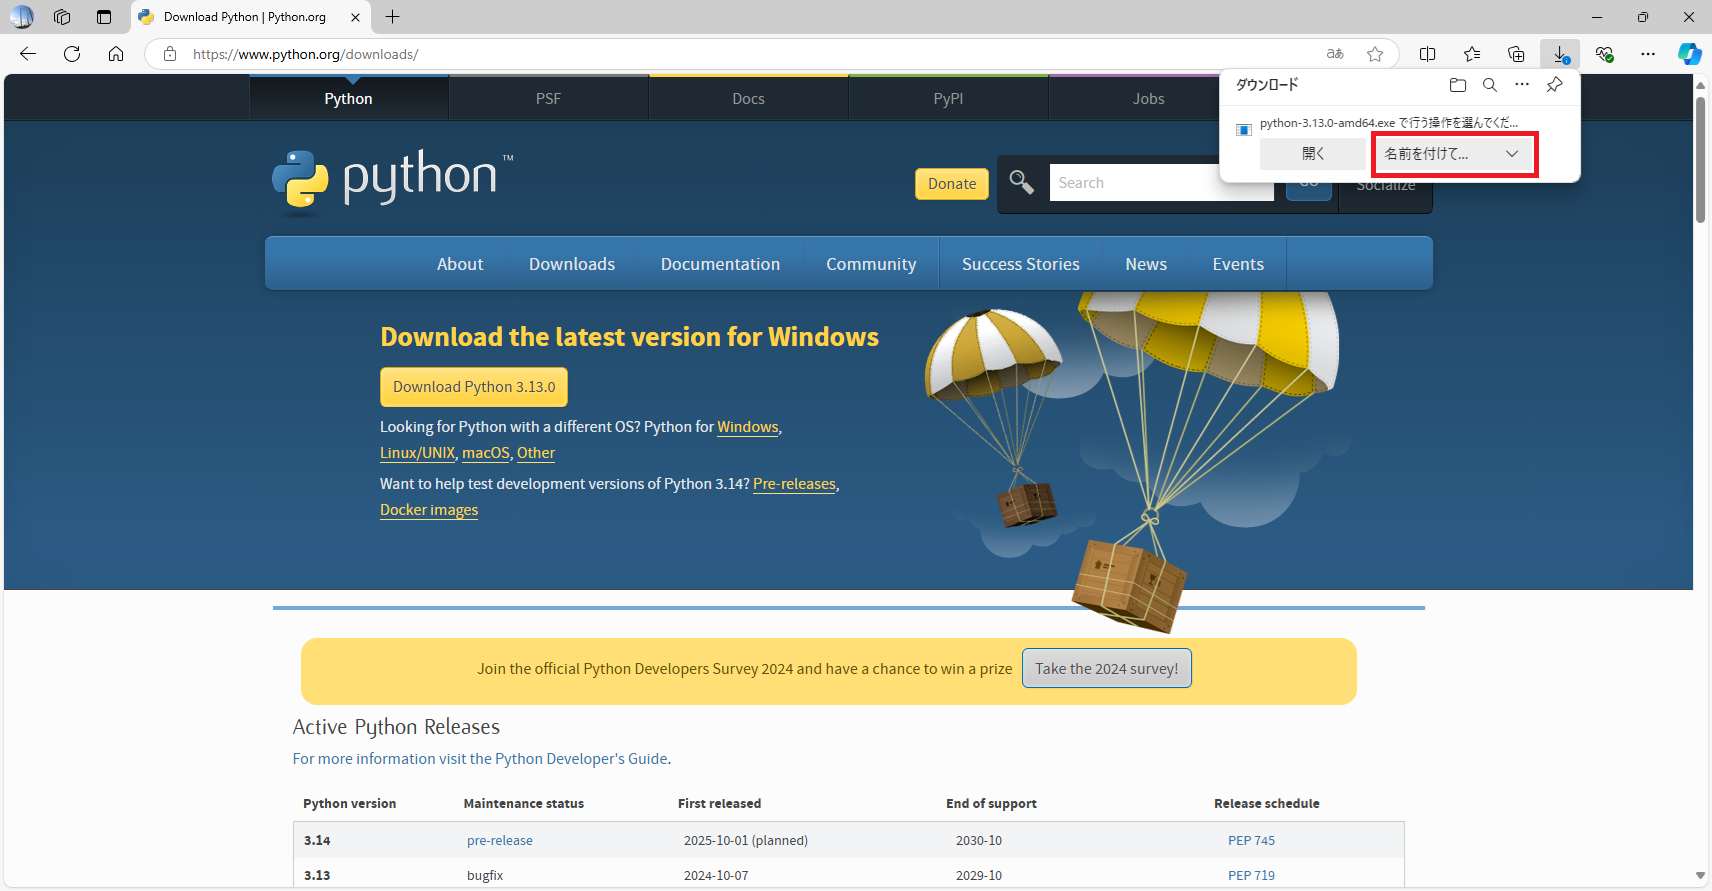 Download Python | Python.org
https://www.python.org/downloads/
aあ
Python
PSF
Docs
PyPI
Jobs
ダウンロード
python-3.13.0-amd64.exe で行う操作を選んでくだ...
開く
名前を付けて...
python™
Donate
Search
GO
Socialize
About
Downloads
Documentation
Community
Success Stories
News
Events
Download the latest version for Windows
Download Python 3.13.0
Looking for Python with a different OS? Python for Windows,
Linux/UNIX, macOS, Other
Want to help test development versions of Python 3.14? Pre-releases,
Docker images
Join the official Python Developers Survey 2024 and have a chance to win a prize
Take the 2024 survey!
Active Python Releases
For more information visit the Python Developer's Guide.
Python version Maintenance status First released End of support Release schedule
3.14 pre-release 2025-10-01 (planned) 2030-10 PEP 745
3.13 bugfix 2024-10-07 2029-10 PEP 719